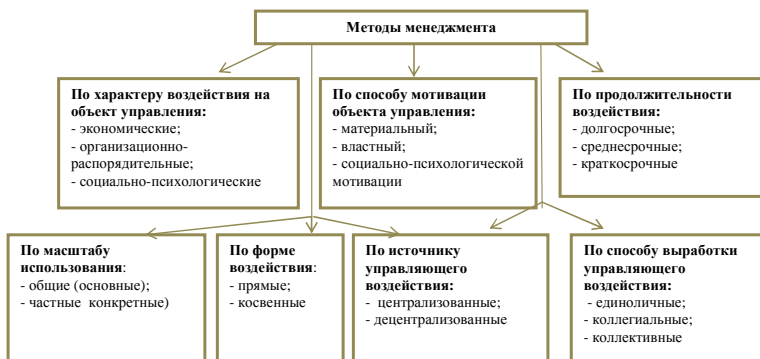 Методы менеджмента
По характеру воздействия на
объект управления:
- экономические;
- организационно-
распорядительные;
- социально-психологические
По способу мотивации
объекта управления:
- материальный;
- властный;
- социально-психологической
мотивации
По продолжительности
воздействия:
- долгосрочные;
- среднесрочные;
- краткосрочные
По масштабу
использования:
- общие (основные);
- частные конкретные)
По форме
воздействия:
- прямые;
- косвенные
По источнику
управляющего
воздействия:
- централизованные;
- децентрализованные
По способу выработки
управляющего
воздействия:
- единоличные;
- коллегиальные;
- коллективные